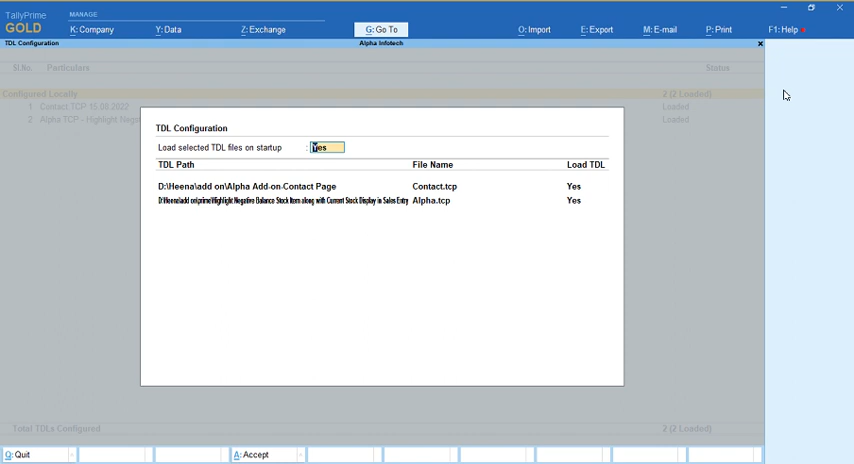 TallyPrime
GOLD
MANAGE
K: Company
Y: Data
Z: Exchange
G: Go To
O: Import
E: Export
M: E-mail
P: Print
F1: Help
TDL Configuration
Alpha Infotech
Sl.No. Particulars Status
Configured Locally 2 (2 Loaded)
1 Contact TCP 15.08.2022 Loaded
2 Alpha TCP - Highlight Nega Loaded
TDL Configuration
Load selected TDL files on startup : Yes
TDL Path File Name Load TDL
D:\Heena\add on\Alpha Add-on-Contact Page Contact.tcp Yes
D:\Heena\add on\prime\Highlight Negative Balance Stock Item along with Current Stock Display in Sales Entry Alpha.tcp Yes
Total TDLs Configured 2 (2 Loaded)
Q: Quit
A: Accept